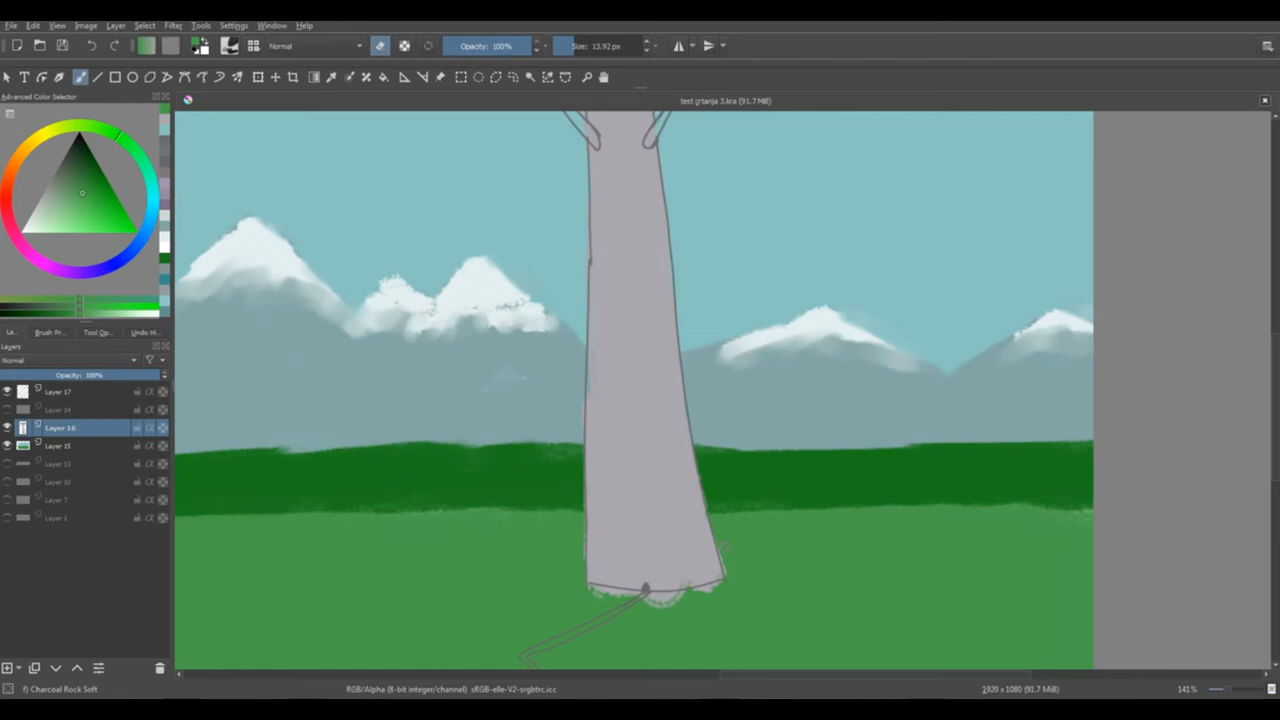 File Edit View Image Layer Select Filter Tools Settings Window Help
Normal Opacity: 100% Size: 13.92 px
Advanced Color Selector
test grtanja 3.kra (91.7 MiB)
La... Brush Pr... Tool Op... Undo Hi...
Layers
Normal
Opacity: 100%
Layer 17
Layer 14
Layer 16
Layer 15
Layer 13
Layer 10
Layer 7
Layer 1
f) Charcoal Rock Soft RGB/Alpha (8-bit integer/channel) sRGB-elle-V2-srgbtrc.icc 1920 x 1080 (91.7 MiB) 141%